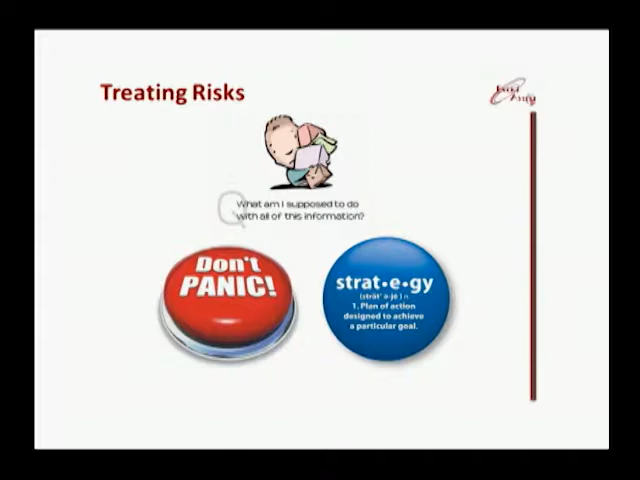 Treating Risks
Q What am I supposed to do
with all of this information?
Don't
PANIC!
strat•e•gy
1. Plan of action
designed to achieve
a particular goal.